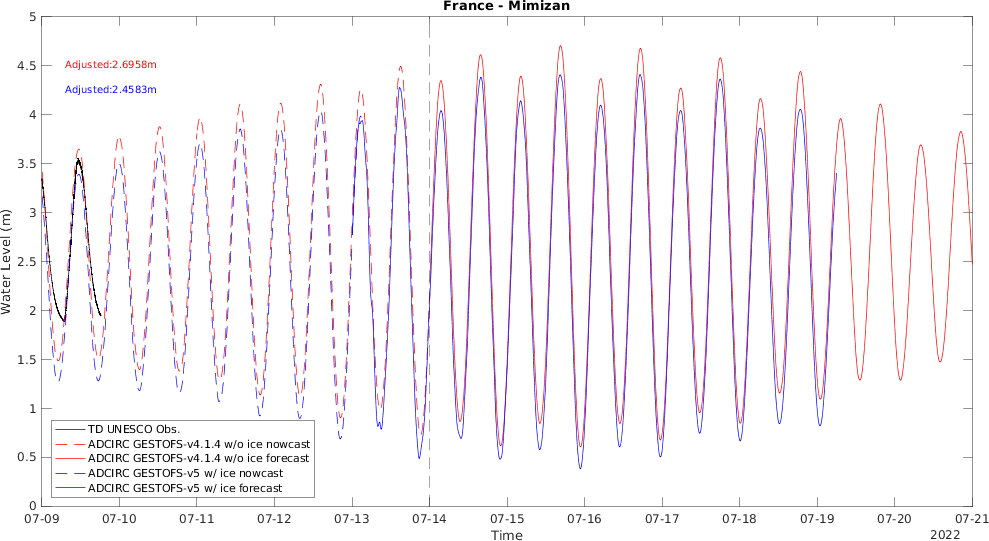 France - Mimizan
Adjusted:2.6958m
Adjusted:2.4583m
Water Level (m)
5
4.5
4
3.5
3
2.5
2
1.5
1
0.5
0
TD UNESCO Obs.
ADCIRC GESTOFS-v4.1.4 w/o ice nowcast
ADCIRC GESTOFS-v4.1.4 w/o ice forecast
ADCIRC GESTOFS-v5 w/ ice nowcast
ADCIRC GESTOFS-v5 w/ ice forecast
07-09 07-10 07-11 07-12 07-13 07-14 07-15 07-16 07-17 07-18 07-19 07-20 07-21
Time
2022